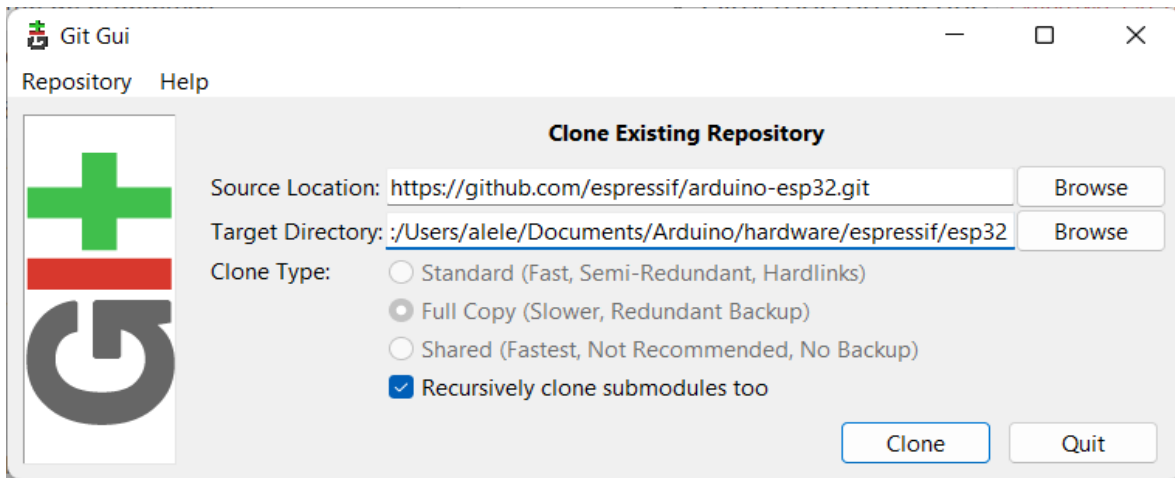 Git Gui
Repository Help
Clone Existing Repository
Source Location: https://github.com/espressif/arduino-esp32.git Browse
Target Directory: :/Users/alele/Documents/Arduino/hardware/espressif/esp32 Browse
Clone Type: Standard (Fast, Semi-Redundant, Hardlinks)
Full Copy (Slower, Redundant Backup)
Shared (Fastest, Not Recommended, No Backup)
Recursively clone submodules too
Clone Quit
git